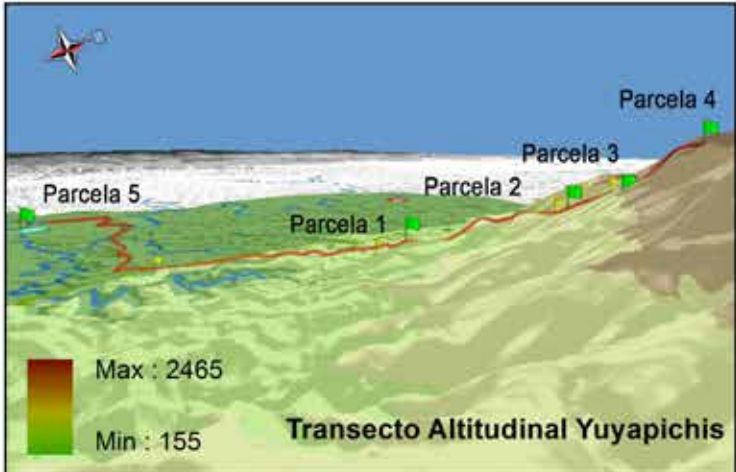 Parcela 4
Parcela 3
Parcela 2
Parcela 5
Parcela 1
Max : 2465
Min : 155
Transecto Altitudinal Yuyapichis